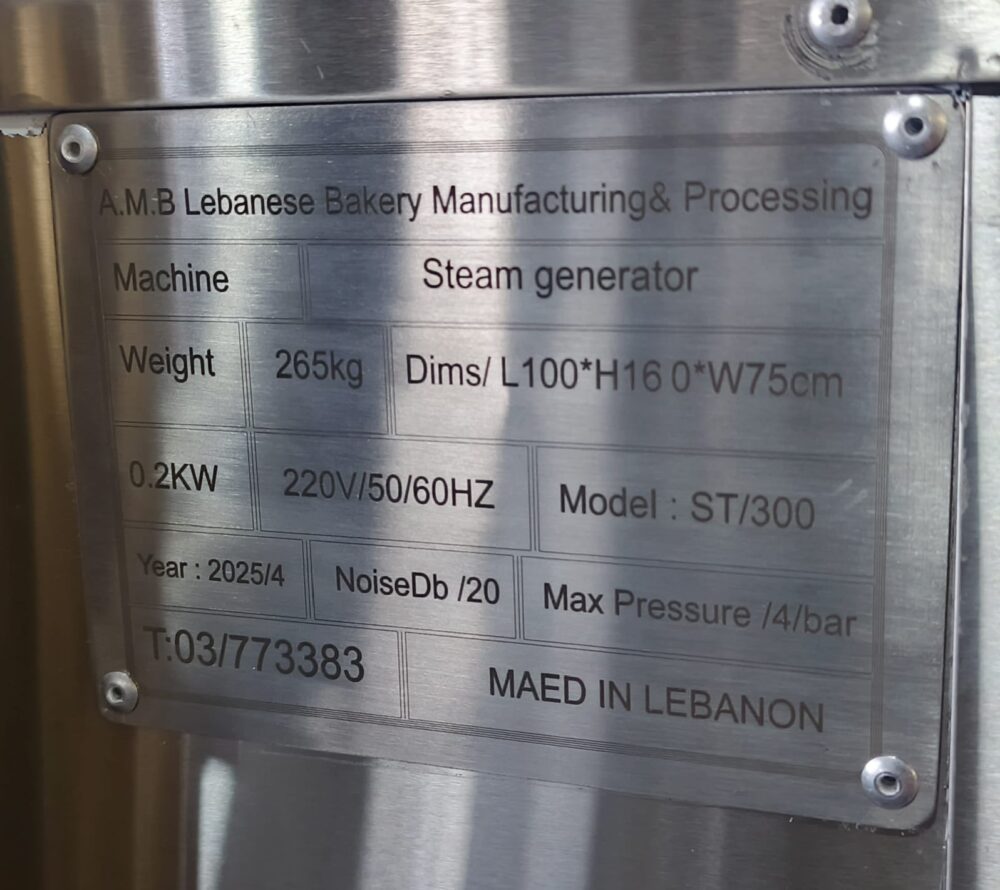 A.M.B Lebanese Bakery Manufacturing& Processing
Machine Steam generator
Weight 265kg Dims/ L100*H16 0*W75cm
0.2KW 220V/50/60HZ Model : ST/300
Year : 2025/4 NoiseDb /20 Max Pressure /4/bar
T:03/773383 MAED IN LEBANON